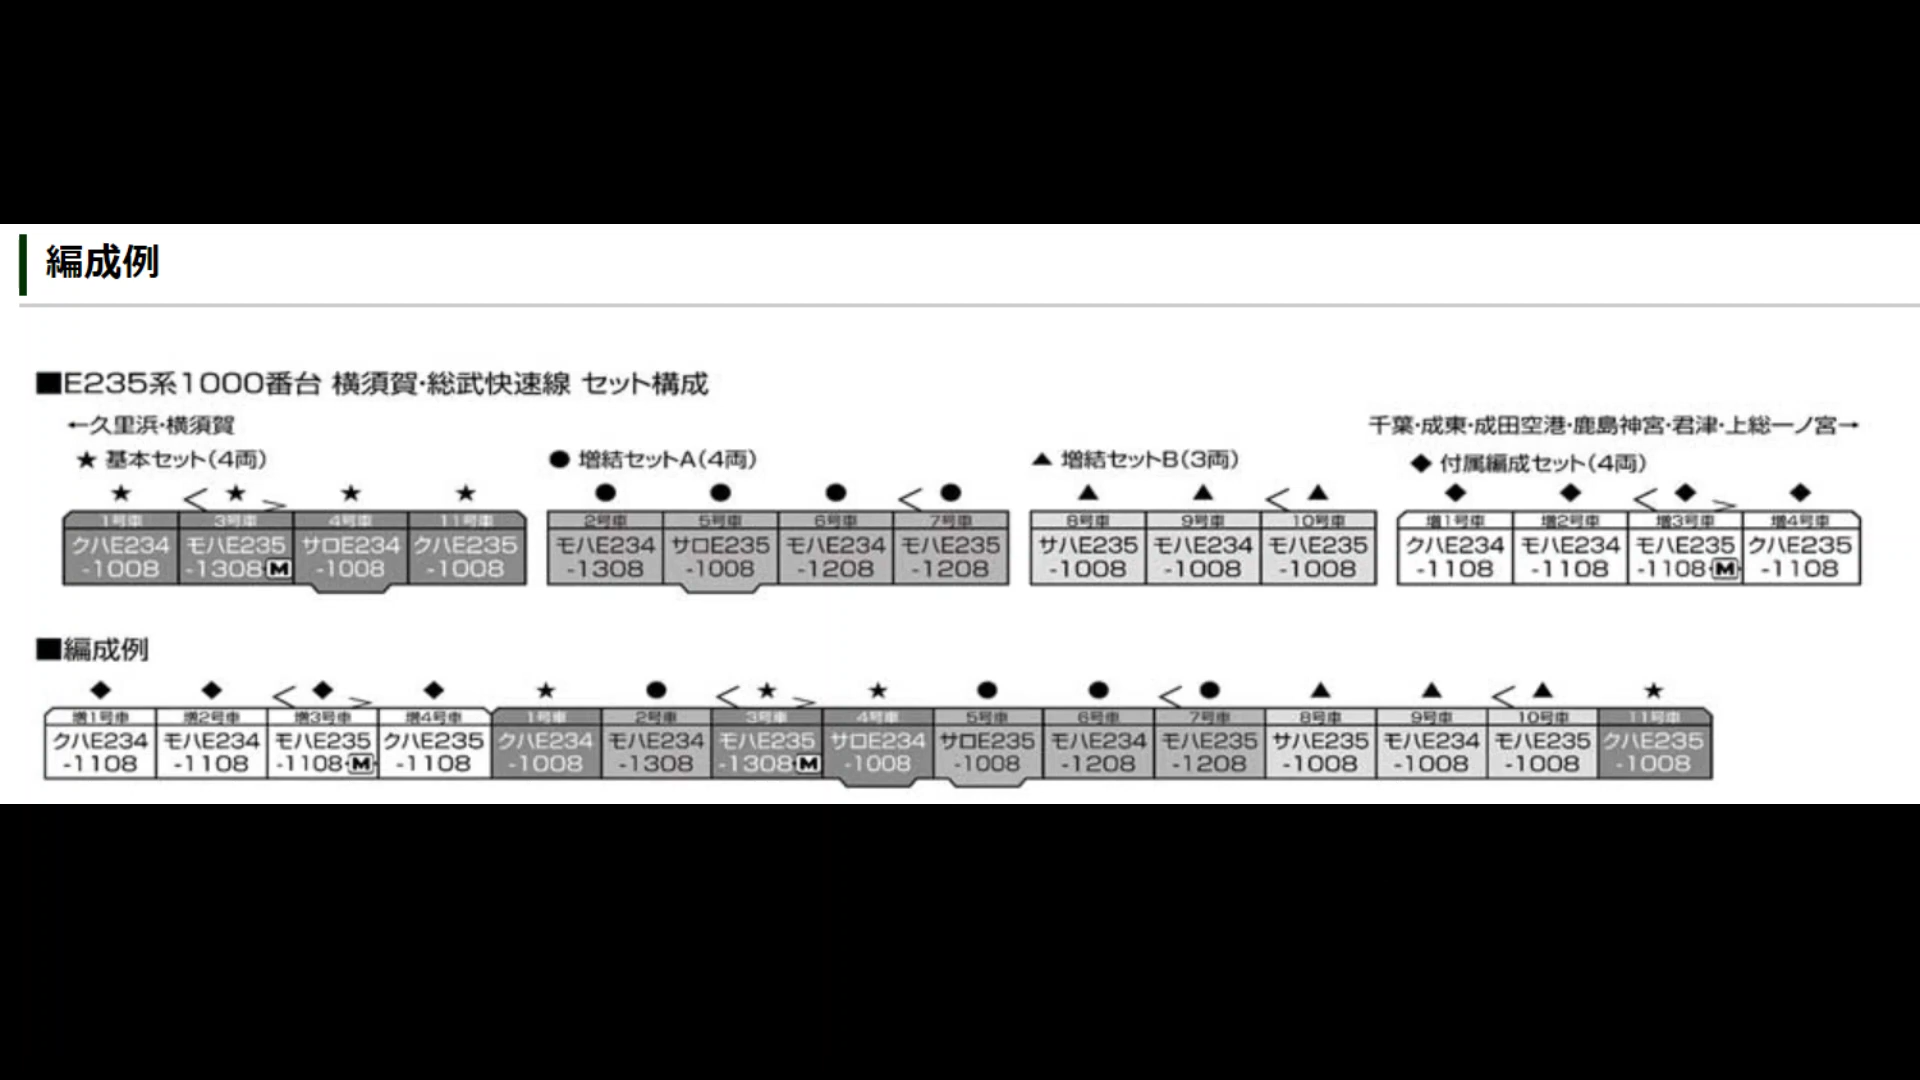 編成例
■E235系1000番台 横須賀・総武快速線 セット構成
←久里浜・横須賀
千葉・成東・成田空港・鹿島神宮・君津・上総一ノ宮→
★ 基本セット(4両)
● 増結セットA(4両)
▲ 増結セットB(3両)
◆ 付属編成セット(4両)
★ < ★ > ★ ★ ● ● ● < ● ▲ ▲ < ▲ ◆ ◆ < ◆ > ◆
1号車 3号車 4号車 11号車 2号車 5号車 6号車 7号車 8号車 9号車 10号車 増1号車 増2号車 増3号車 増4号車
クハE234 モハE235 サロE234 クハE235 モハE234 サロE235 モハE234 モハE235 サハE235 モハE234 モハE235 クハE234 モハE234 モハE235 クハE235
-1008 -1308 M -1008 -1008 -1308 -1008 -1208 -1208 -1008 -1008 -1008 -1108 -1108 -1108 M -1108
■編成例
◆ ◆ < ◆ > ◆ ★ ● < ★ > ★ ● ● < ● ▲ ▲ < ▲ ★
増1号車 増2号車 増3号車 増4号車 1号車 2号車 3号車 4号車 5号車 6号車 7号車 8号車 9号車 10号車 11号車
クハE234 モハE234 モハE235 クハE235 クハE234 モハE234 モハE235 サロE234 サロE235 モハE234 モハE235 サハE235 モハE234 モハE235 クハE235
-1108 -1108 -1108 M -1108 -1008 -1308 -1308 M -1008 -1008 -1208 -1208 -1008 -1008 -1008 -1008